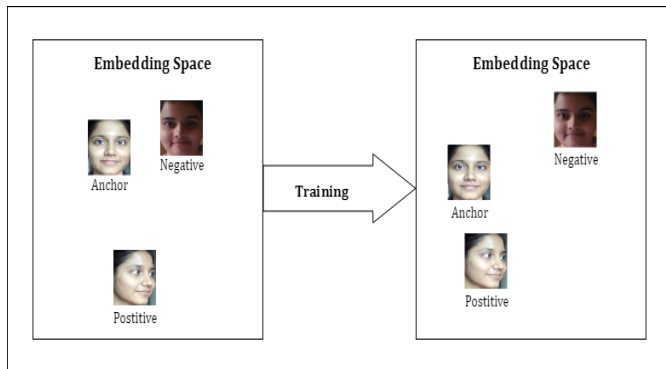 Embedding Space
Negative
Anchor
Postitive
Training
Embedding Space
Negative
Anchor
Postitive